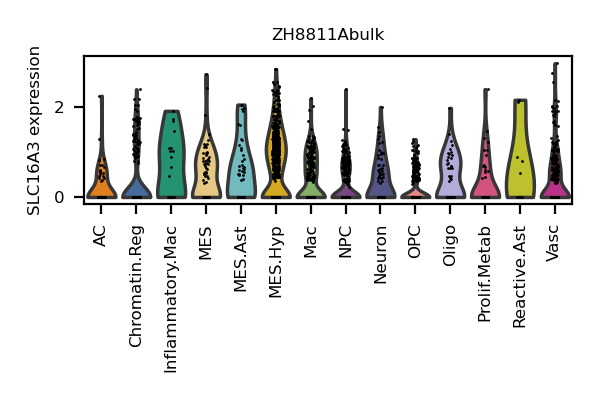 ZH8811Abulk
SLC16A3 expression
2
0
AC
Chromatin.Reg
Inflammatory.Mac
MES
MES.Ast
MES.Hyp
Mac
NPC
Neuron
OPC
Oligo
Prolif.Metab
Reactive.Ast
Vasc